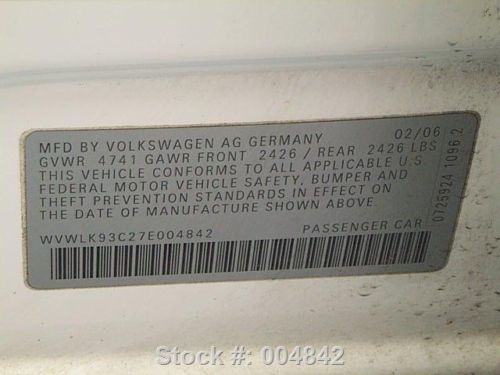 MFD BY VOLKSWAGEN AG GERMANY 02/06
GVWR 4741 GAWR FRONT 2426 / REAR 2426 LBS
THIS VEHICLE CONFORMS TO ALL APPLICABLE U.S.
FEDERAL MOTOR VEHICLE SAFETY, BUMPER AND
THEFT PREVENTION STANDARDS IN EFFECT ON
THE DATE OF MANUFACTURE SHOWN ABOVE.
WVWLK93C27E004842 PASSENGER CAR
0725924 1096 2
Stock #: 004842